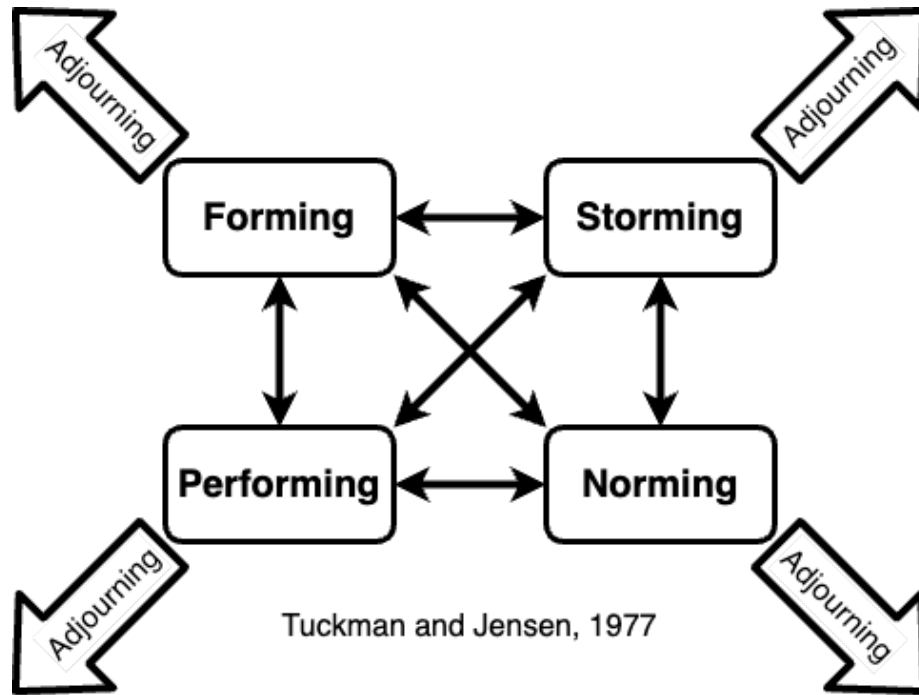 Adjourning
Adjourning
Forming
Storming
Performing
Norming
Adjourning
Adjourning
Tuckman and Jensen, 1977